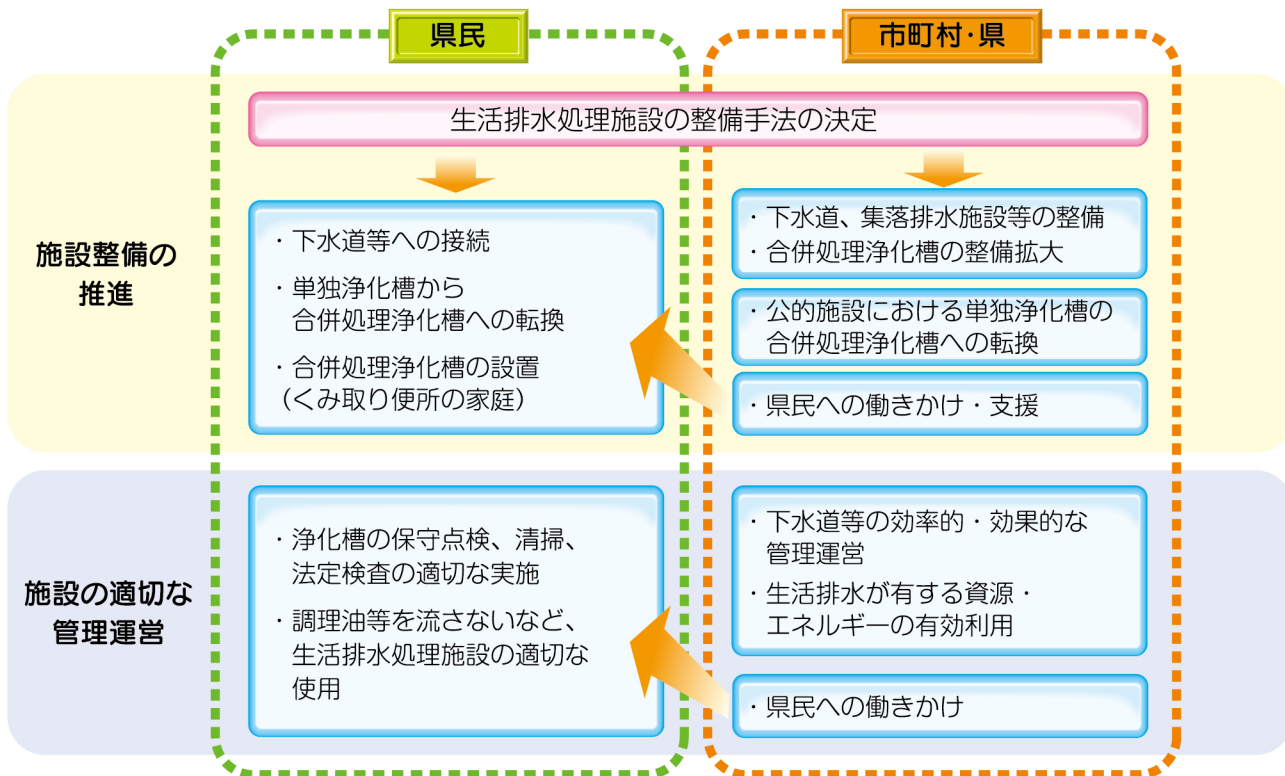 県民
市町村・県
生活排水処理施設の整備手法の決定
施設整備の
推進
・下水道等への接続
・単独浄化槽から
合併処理浄化槽への転換
・合併処理浄化槽の設置
（くみ取り便所の家庭）
・下水道、集落排水施設等の整備
・合併処理浄化槽の整備拡大
・公的施設における単独浄化槽の
合併処理浄化槽への転換
・県民への働きかけ・支援
施設の適切な
管理運営
・浄化槽の保守点検、清掃、
法定検査の適切な実施
・調理油等を流さないなど、
生活排水処理施設の適切な
使用
・下水道等の効率的・効果的な
管理運営
・生活排水が有する資源・
エネルギーの有効利用
・県民への働きかけ